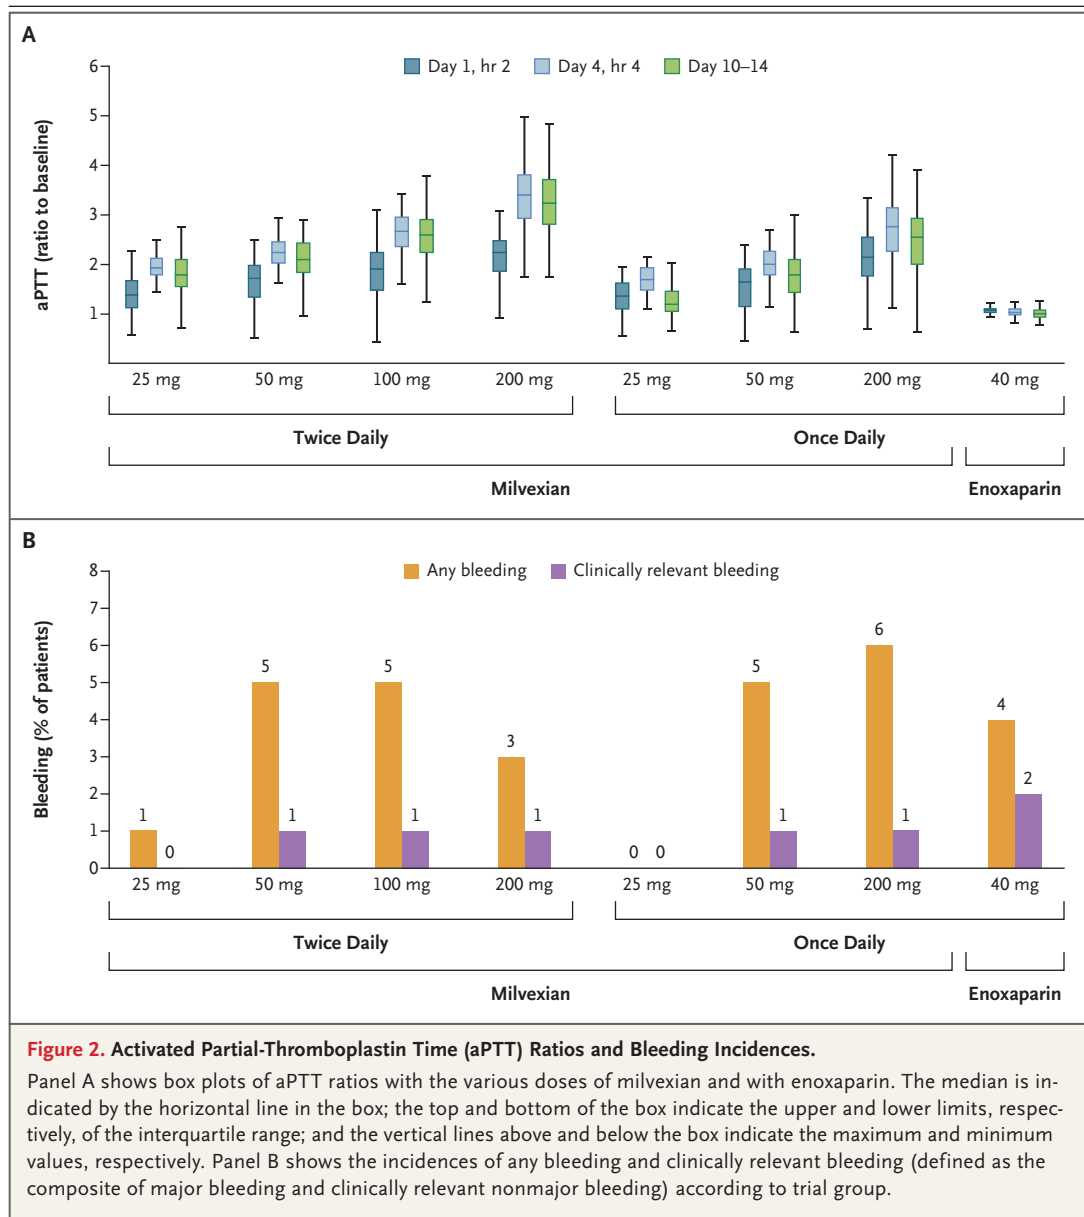 A
Day 1, hr 2 Day 4, hr 4 Day 10–14
aPTT (ratio to baseline)
6
5
4
3
2
1
25 mg 50 mg 100 mg 200 mg 25 mg 50 mg 200 mg 40 mg
Twice Daily Once Daily
Milvexian Enoxaparin
B
Any bleeding Clinically relevant bleeding
Bleeding (% of patients)
8
7
6
5
4
3
2
1
0
1 0 5 1 5 1 3 1 0 0 5 1 6 1 4 2
25 mg 50 mg 100 mg 200 mg 25 mg 50 mg 200 mg 40 mg
Twice Daily Once Daily
Milvexian Enoxaparin
Figure 2. Activated Partial-Thromboplastin Time (aPTT) Ratios and Bleeding Incidences.
Panel A shows box plots of aPTT ratios with the various doses of milvexian and with enoxaparin. The median is in-
dicated by the horizontal line in the box; the top and bottom of the box indicate the upper and lower limits, respec-
tively, of the interquartile range; and the vertical lines above and below the box indicate the maximum and minimum
values, respectively. Panel B shows the incidences of any bleeding and clinically relevant bleeding (defined as the
composite of major bleeding and clinically relevant nonmajor bleeding) according to trial group.